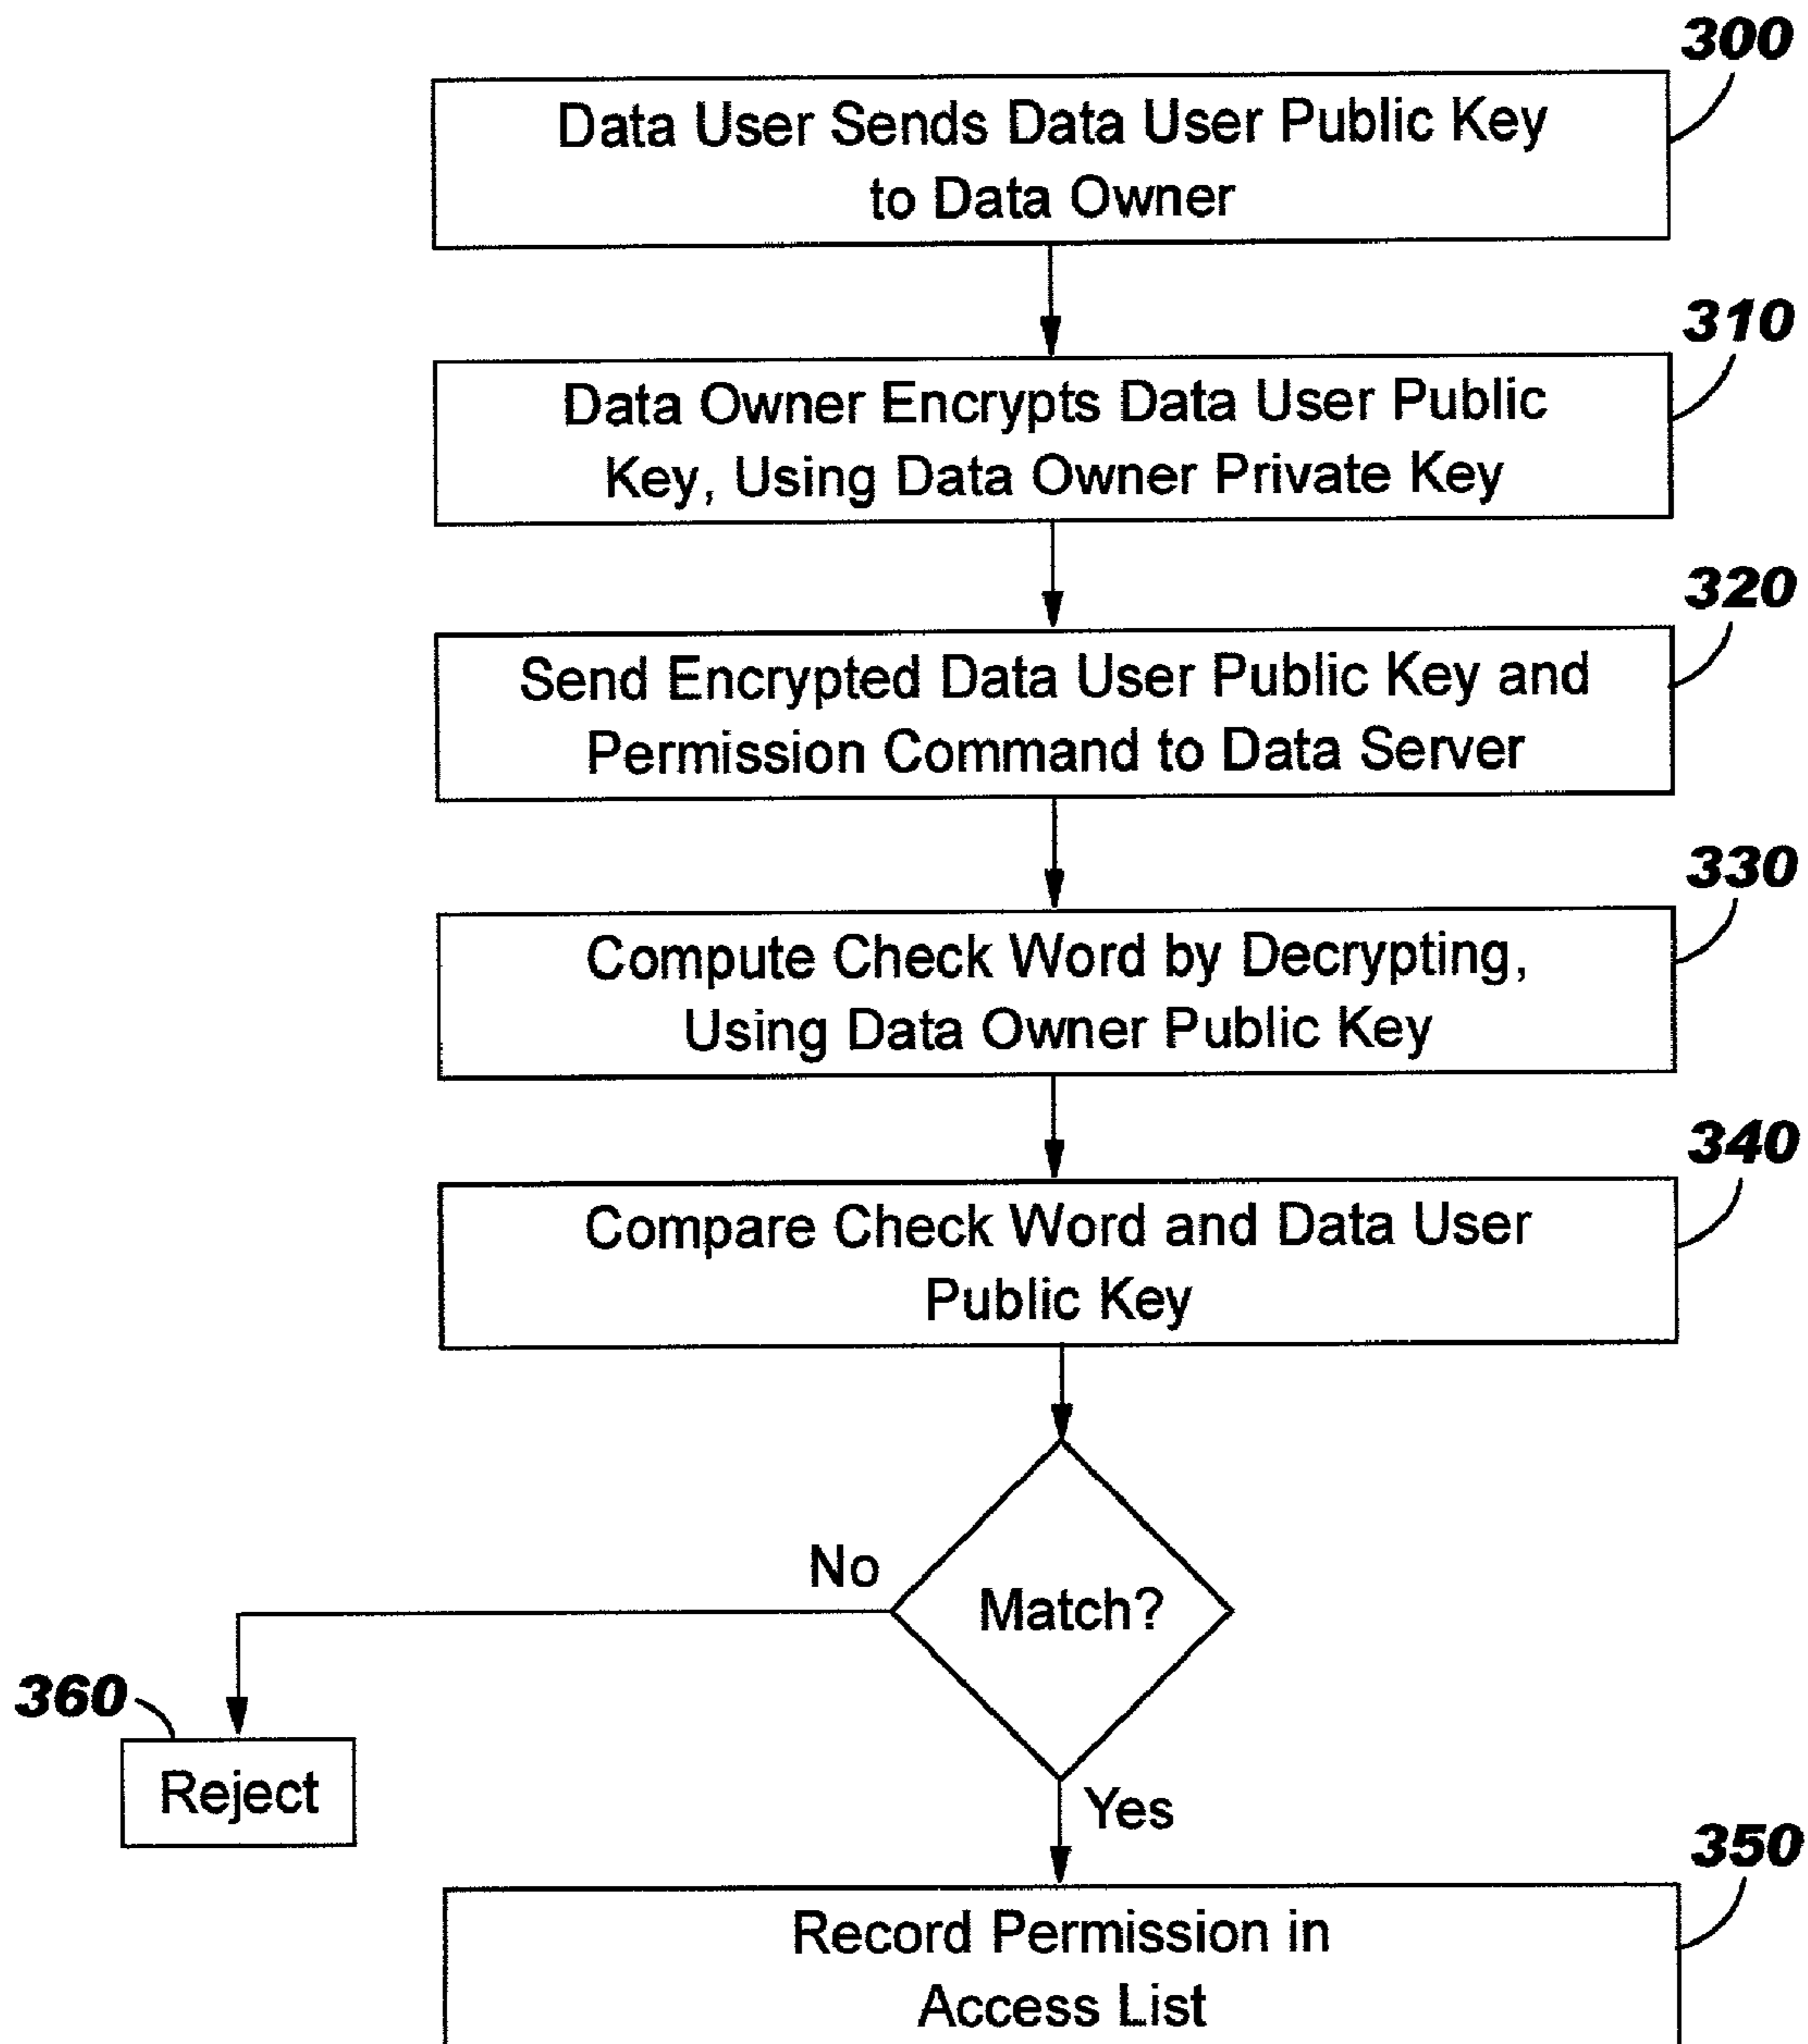 300
Data User Sends Data User Public Key
to Data Owner
310
Data Owner Encrypts Data User Public
Key, Using Data Owner Private Key
320
Send Encrypted Data User Public Key and
Permission Command to Data Server
330
Compute Check Word by Decrypting,
Using Data Owner Public Key
340
Compare Check Word and Data User
Public Key
No
Match?
360
Reject
Yes
350
Record Permission in
Access List